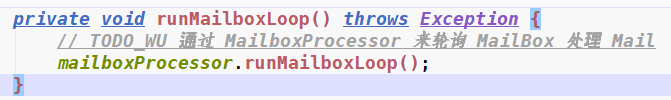 private void runMailboxLoop() throws Exception {
// TODO_WU 通过 MailboxProcessor 来轮询 MailBox 处理 Mail
mailboxProcessor.runMailboxLoop();
}